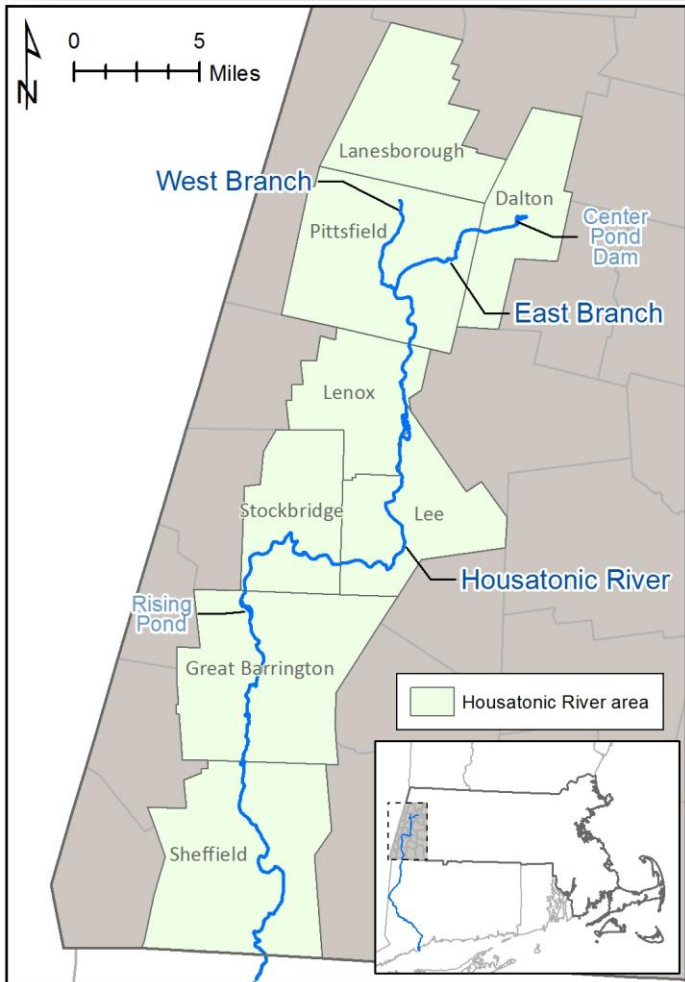 0 5
Miles
N
Lanesborough
West Branch
Dalton
Pittsfield
Center
Pond
Dam
East Branch
Lenox
Stockbridge
Lee
Housatonic River
Rising
Pond
Great Barrington
Housatonic River area
Sheffield